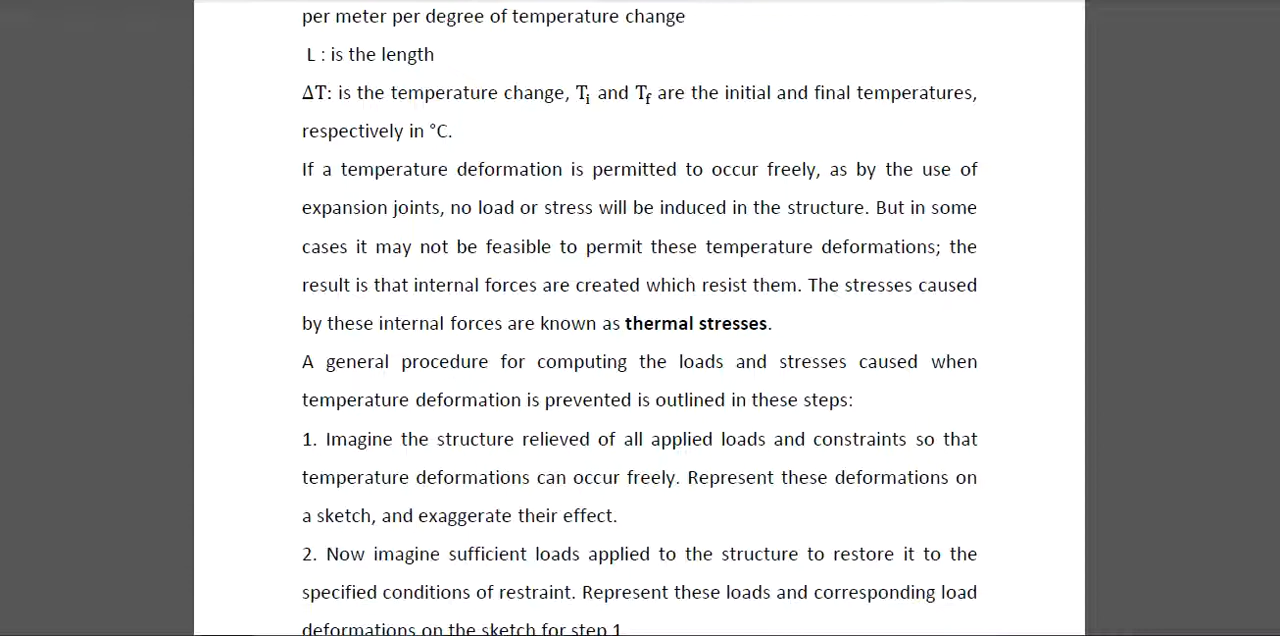 per meter per degree of temperature change
L : is the length
ΔT: is the temperature change, Ti and Tf are the initial and final temperatures,
respectively in °C.
If a temperature deformation is permitted to occur freely, as by the use of
expansion joints, no load or stress will be induced in the structure. But in some
cases it may not be feasible to permit these temperature deformations; the
result is that internal forces are created which resist them. The stresses caused
by these internal forces are known as thermal stresses.
A general procedure for computing the loads and stresses caused when
temperature deformation is prevented is outlined in these steps:
1. Imagine the structure relieved of all applied loads and constraints so that
temperature deformations can occur freely. Represent these deformations on
a sketch, and exaggerate their effect.
2. Now imagine sufficient loads applied to the structure to restore it to the
specified conditions of restraint. Represent these loads and corresponding load
deformations on the sketch for step 1.